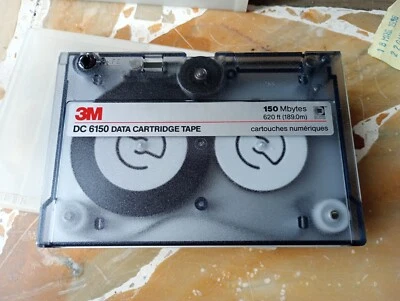 3M
DC 6150 DATA CARTRIDGE TAPE
150 Mbytes
620 ft (189.0m)
cartouches numériques